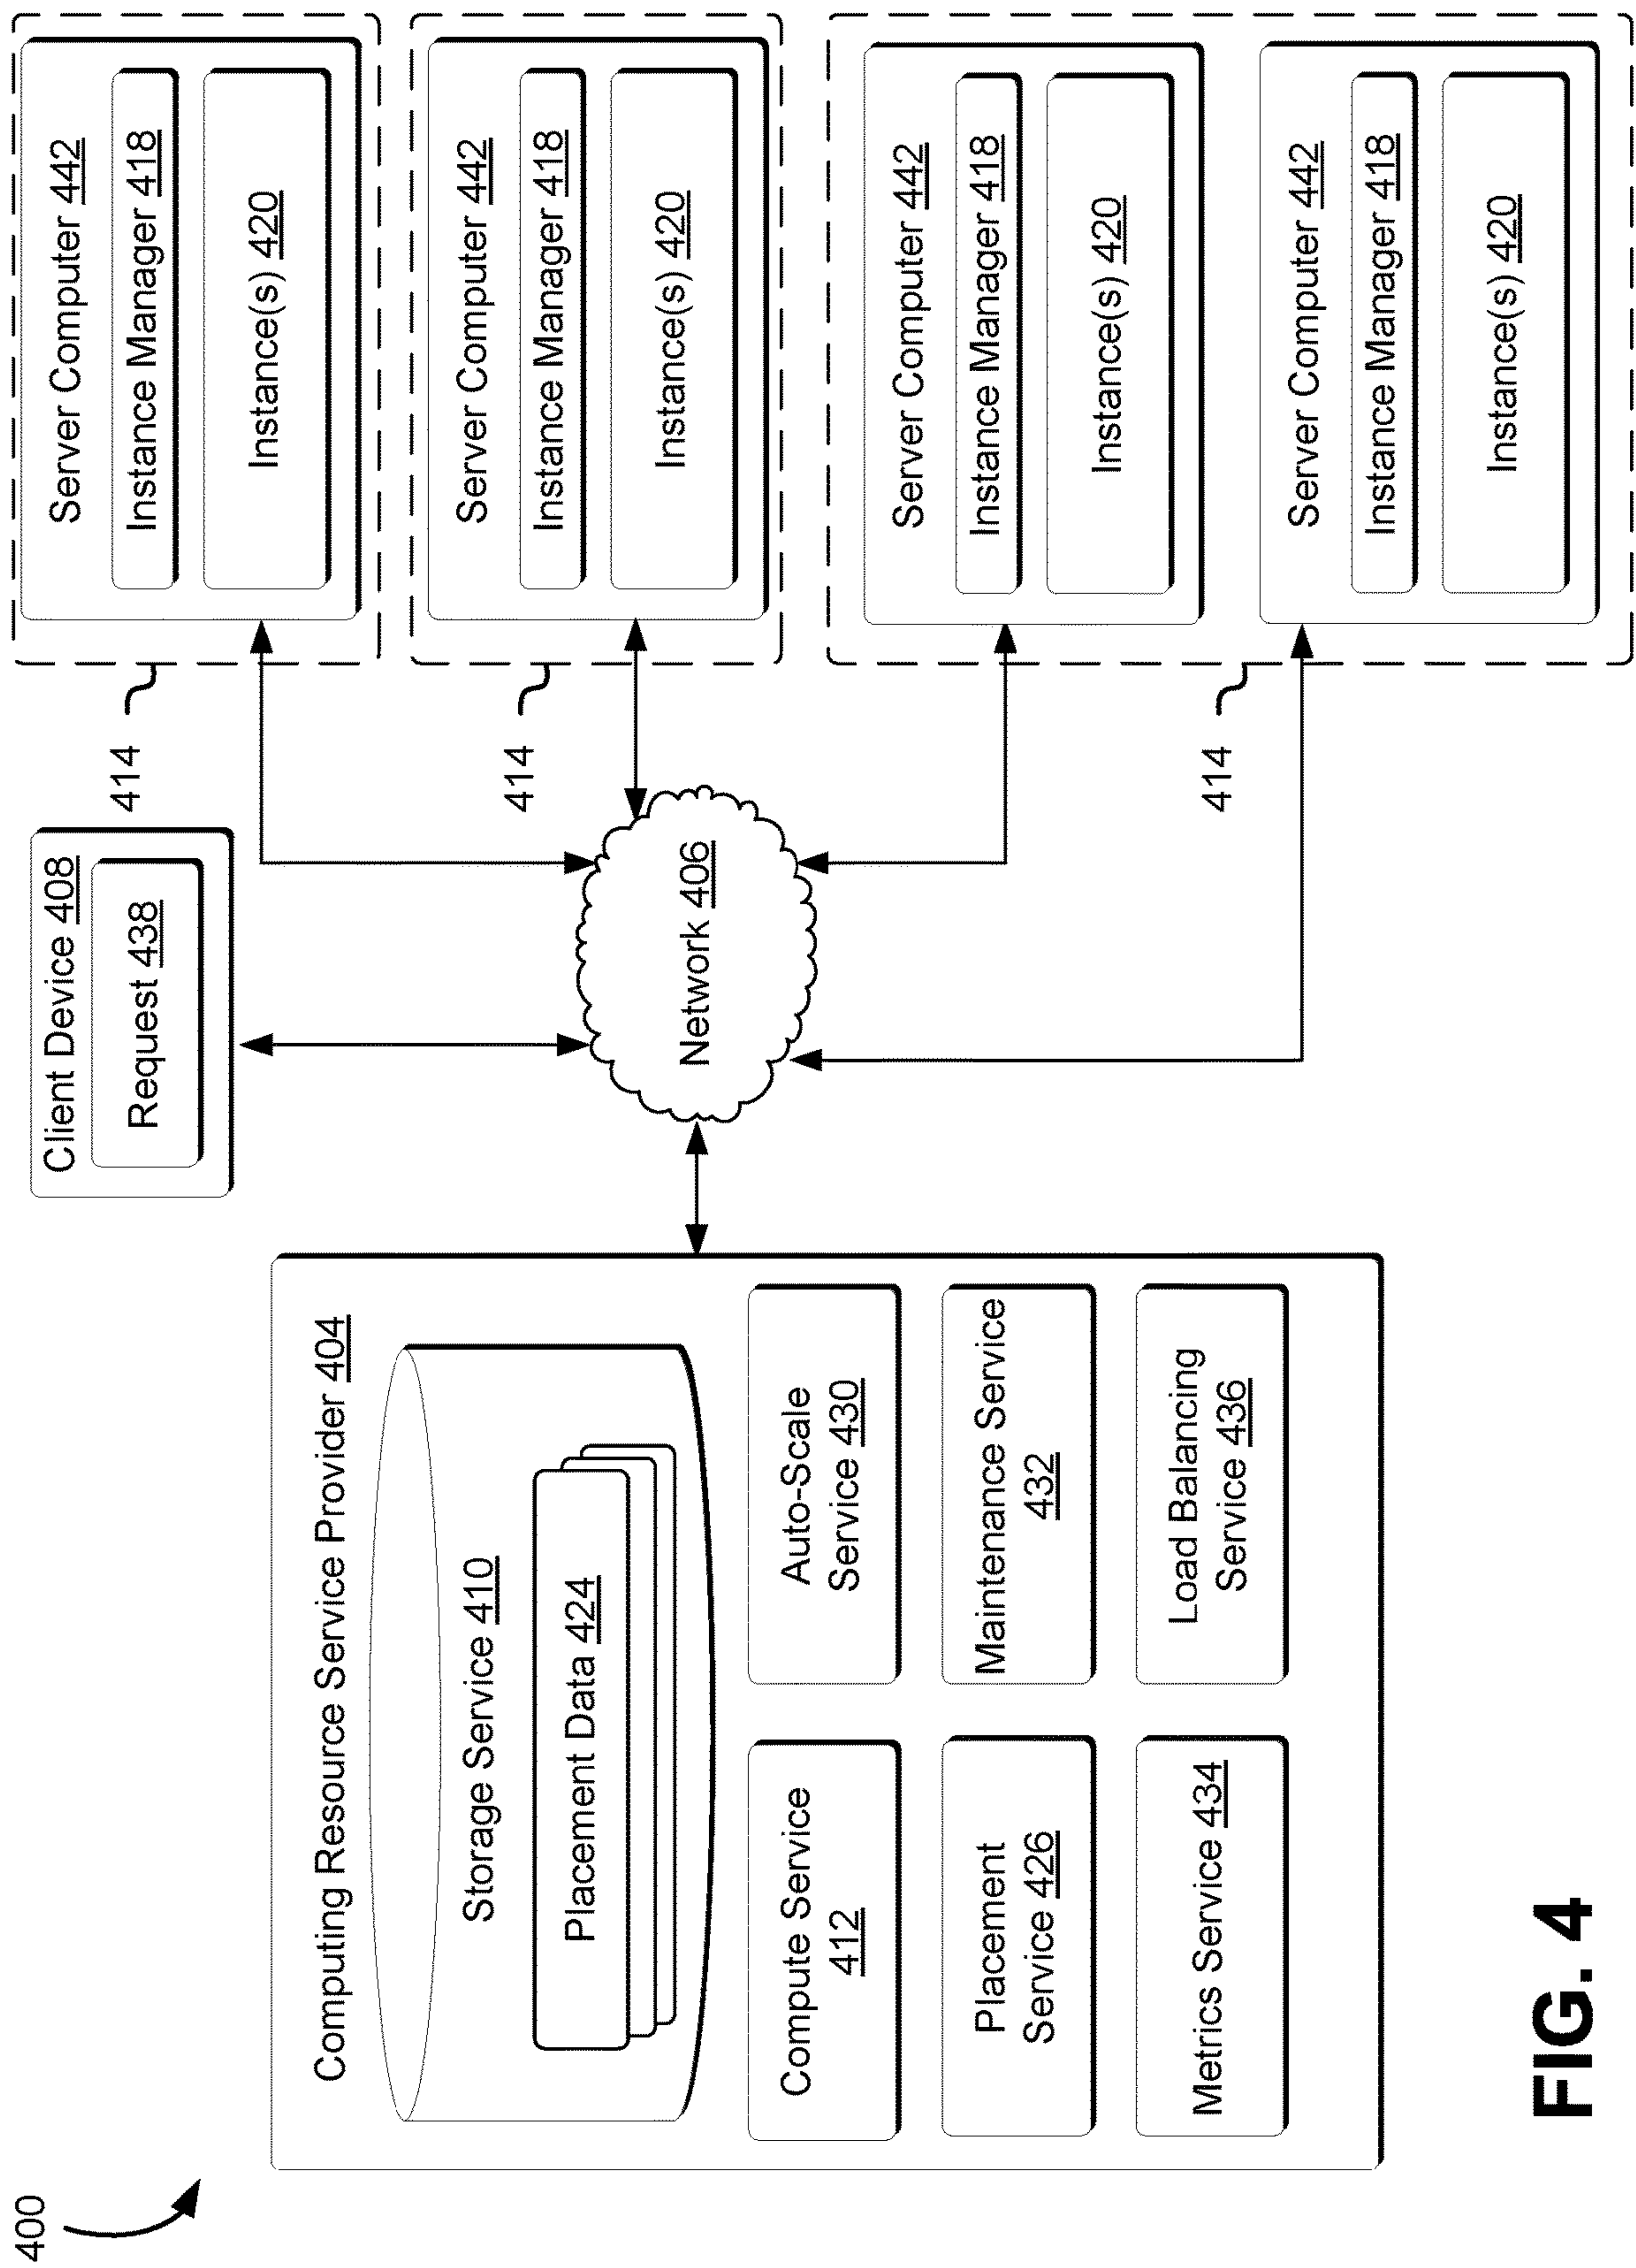 400
Computing Resource Service Provider 404
Storage Service 410
Placement Data 424
Compute Service
412
Auto-Scale
Service 430
Placement
Service 426
Maintenance Service
432
Metrics Service 434
Load Balancing
Service 436
Client Device 408
Request 438
Network 406
414
Server Computer 442
Instance Manager 418
Instance(s) 420
414
Server Computer 442
Instance Manager 418
Instance(s) 420
414
Server Computer 442
Instance Manager 418
Instance(s) 420
Server Computer 442
Instance Manager 418
Instance(s) 420
FIG. 4